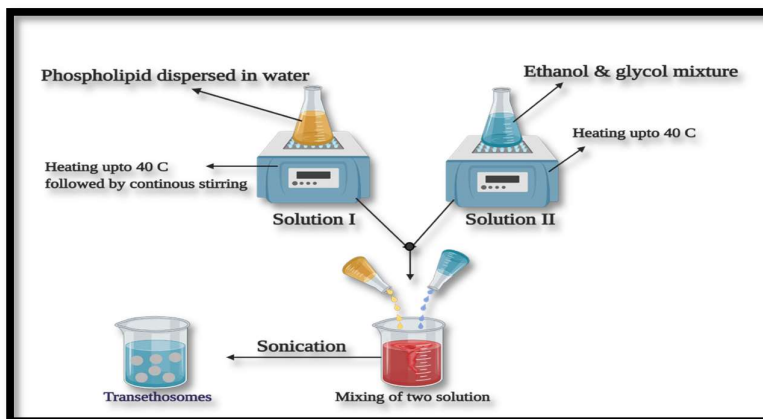 Phospholipid dispersed in water
Ethanol & glycol mixture
Heating upto 40 C
followed by continous stirring
Heating upto 40 C
Solution I
Solution II
Sonication
Transethosomes
Mixing of two solution